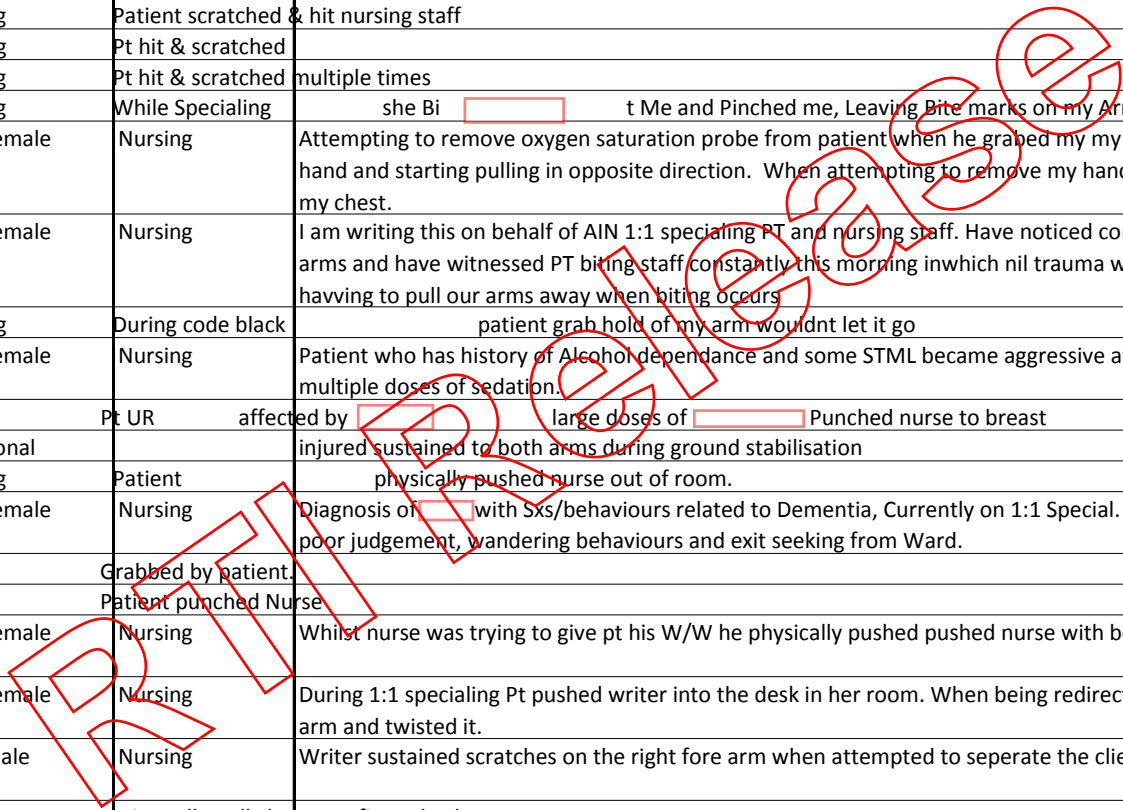 g Patient scratched & hit nursing staff
g Pt hit & scratched
g Pt hit & scratched multiple times
g While Specialing she Bi t Me and Pinched me, Leaving Bite marks on my Ar
emale Nursing Attempting to remove oxygen saturation probe from patient when he grabed my my
hand and starting pulling in opposite direction. When attempting to remove my hand
my chest.
emale Nursing I am writing this on behalf of AIN 1:1 specialing PT and nursing staff. Have noticed co
arms and have witnessed PT biting staff constantly this morning inwhich nil trauma w
havving to pull our arms away when biting occurs
g During code black patient grab hold of my arm wouldnt let it go
emale Nursing Patient who has history of Alcohol dependance and some STML became aggressive a
multiple doses of sedation.
Pt UR affected by large doses of Punched nurse to breast
onal injured sustained to both arms during ground stabilisation
g Patient physically pushed nurse out of room.
emale Nursing Diagnosis of with Sxs/behaviours related to Dementia, Currently on 1:1 Special.
poor judgement, wandering behaviours and exit seeking from Ward.
Grabbed by patient.
Patient punched Nurse
emale Nursing Whilst nurse was trying to give pt his W/W he physically pushed pushed nurse with b
emale Nursing During 1:1 specialing Pt pushed writer into the desk in her room. When being redirect
arm and twisted it.
ale Nursing Writer sustained scratches on the right fore arm when attempted to seperate the clie
RTI Release